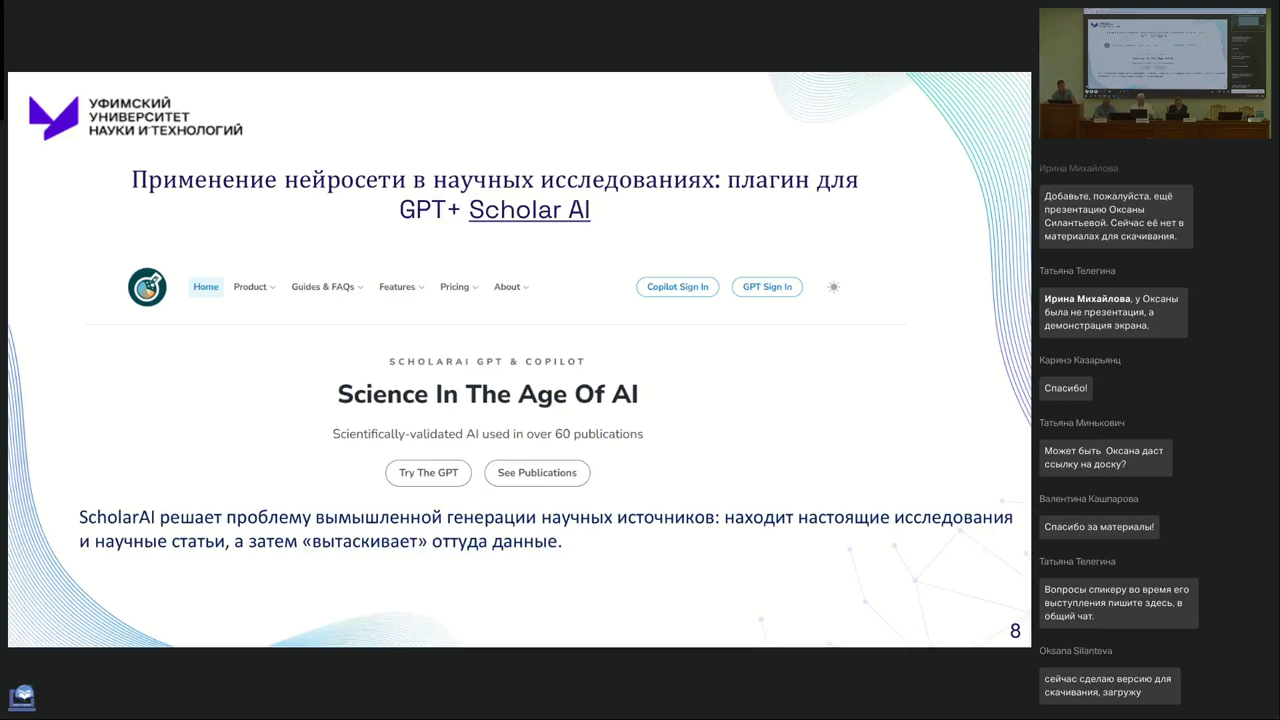 УФИМСКИЙ
УНИВЕРСИТЕТ
НАУКИ И ТЕХНОЛОГИЙ
Применение нейросети в научных исследованиях: плагин для
GPT+ Scholar AI
Home Product Guides & FAQs Features Pricing About Copilot Sign In GPT Sign In
SCHOLARAI GPT & COPILOT
Science In The Age Of AI
Scientifically-validated AI used in over 60 publications
Try The GPT See Publications
ScholarAI решает проблему вымышленной генерации научных источников: находит настоящие исследования
и научные статьи, а затем «вытаскивает» оттуда данные.
8
Ирина Михайлова
Добавьте, пожалуйста, ещё
презентацию Оксаны
Силантьевой. Сейчас её нет в
материалах для скачивания.
Татьяна Телегина
Ирина Михайлова, у Оксаны
была не презентация, а
демонстрация экрана.
Каринэ Казарьянц
Спасибо!
Татьяна Минькович
Может быть Оксана даст
ссылку на доску?
Валентина Кашпарова
Спасибо за материалы!
Татьяна Телегина
Вопросы спикеру во время его
выступления пишите здесь, в
общий чат.
Oksana Silanteva
сейчас сделаю версию для
скачивания, загружу